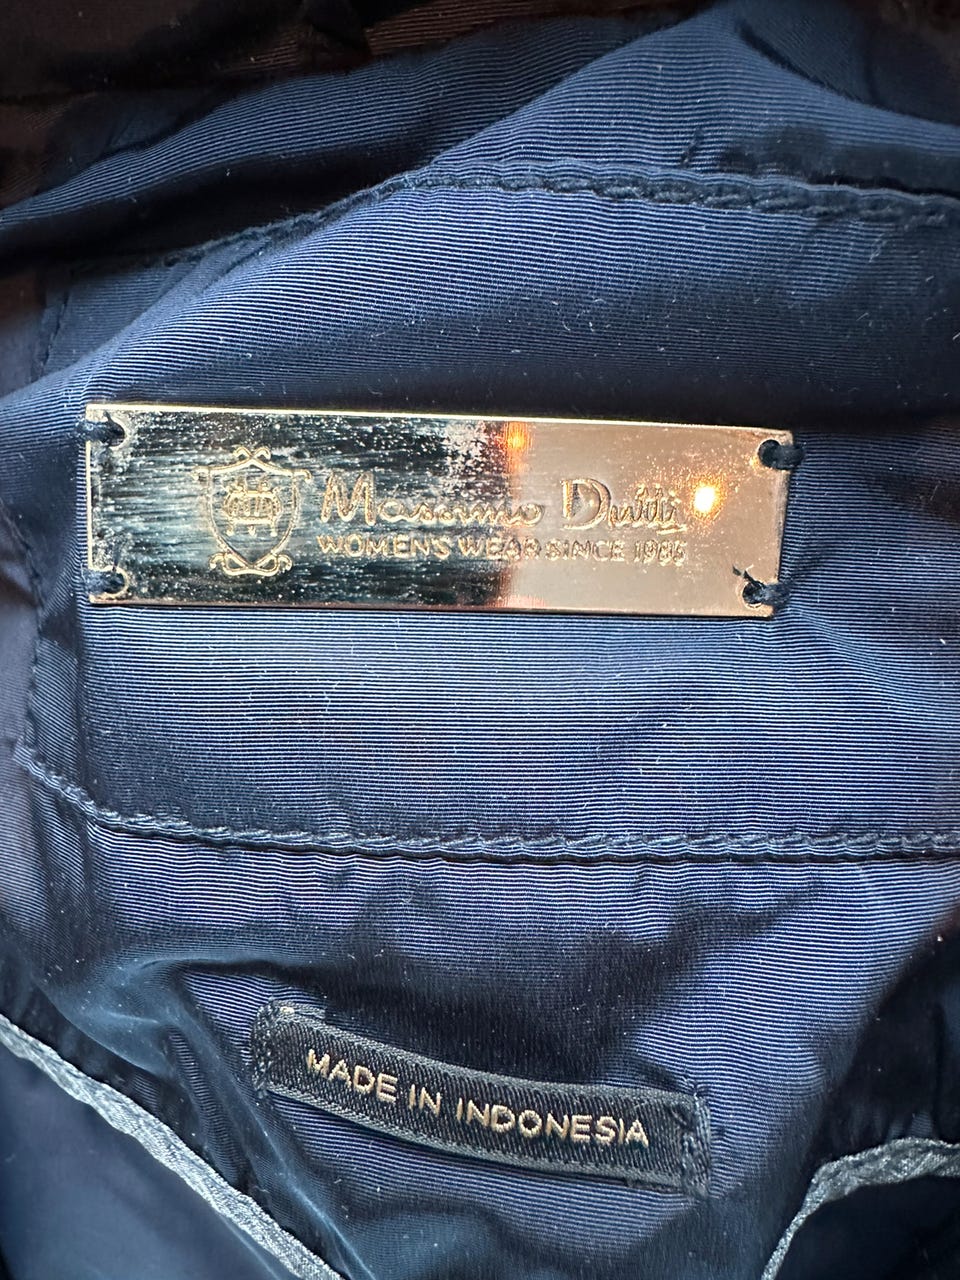 Massimo Dutti
WOMEN'S WEAR SINCE 1985
MADE IN INDONESIA